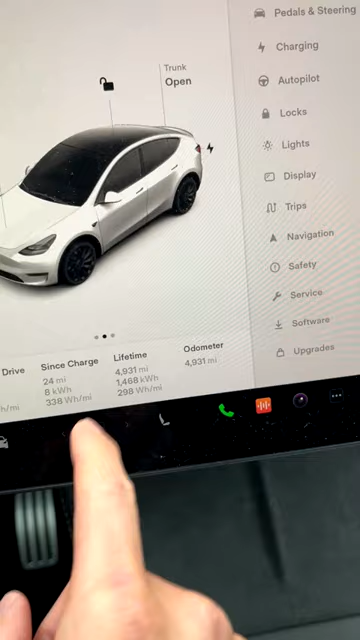 Pedals & Steering
Charging
Autopilot
Locks
Lights
Display
Trips
Navigation
Safety
Service
Software
Upgrades
Trunk
Open
Drive
Wh/mi
Since Charge
24 mi
8 kWh
338 Wh/mi
Lifetime
4,931 mi
1,468 kWh
298 Wh/mi
Odometer
4,931 mi